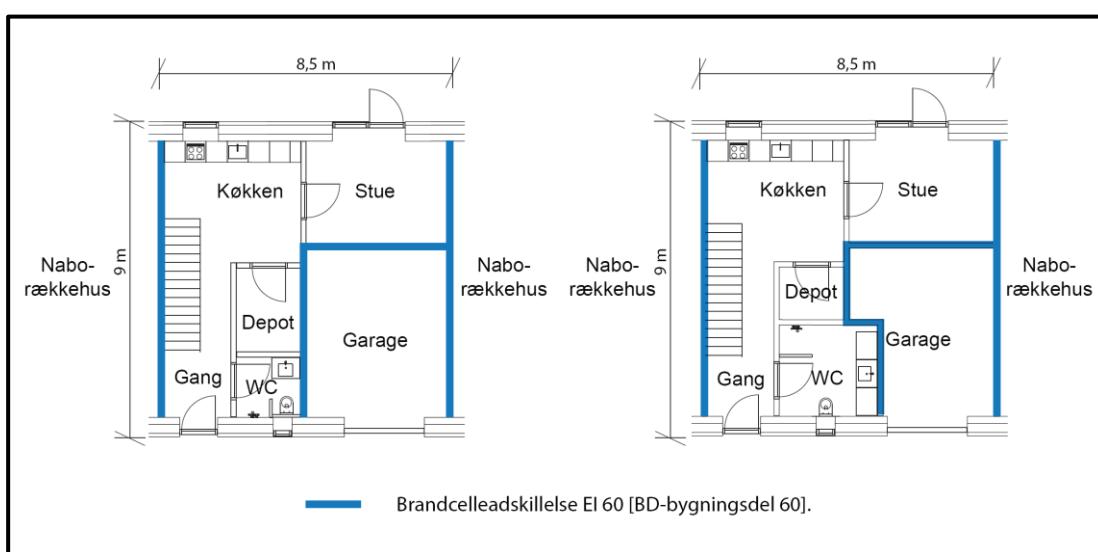 8,5 m
Køkken
Stue
9 m
Nabo-
rækkehus
Nabo-
rækkehus
Depot
Garage
Gang
WC
8,5 m
Køkken
Stue
9 m
Nabo-
rækkehus
Nabo-
rækkehus
Depot
Garage
Gang
WC
Brandcelleadskillelse EI 60 [BD-bygningsdel 60].